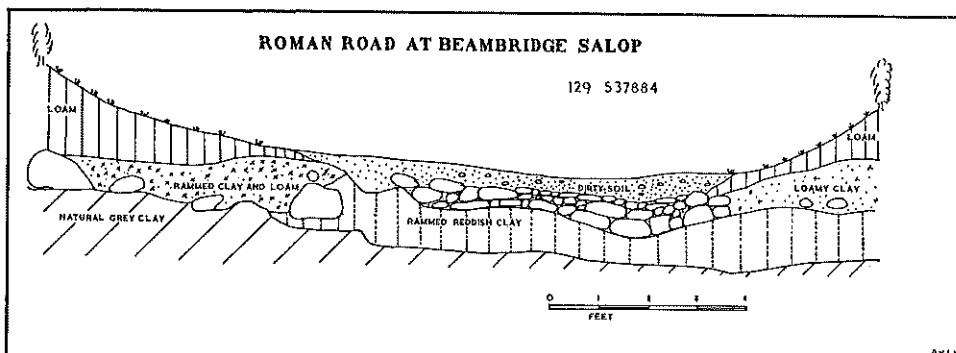 ROMAN ROAD AT BEAMBRIDGE SALOP
129 537884
LOAM
LOAM
RAMMED CLAY AND LOAM
DIRTY SOIL
LOAMY CLAY
NATURAL GREY CLAY
RAMMED REDDISH CLAY
0 1 2 3 4
FEET